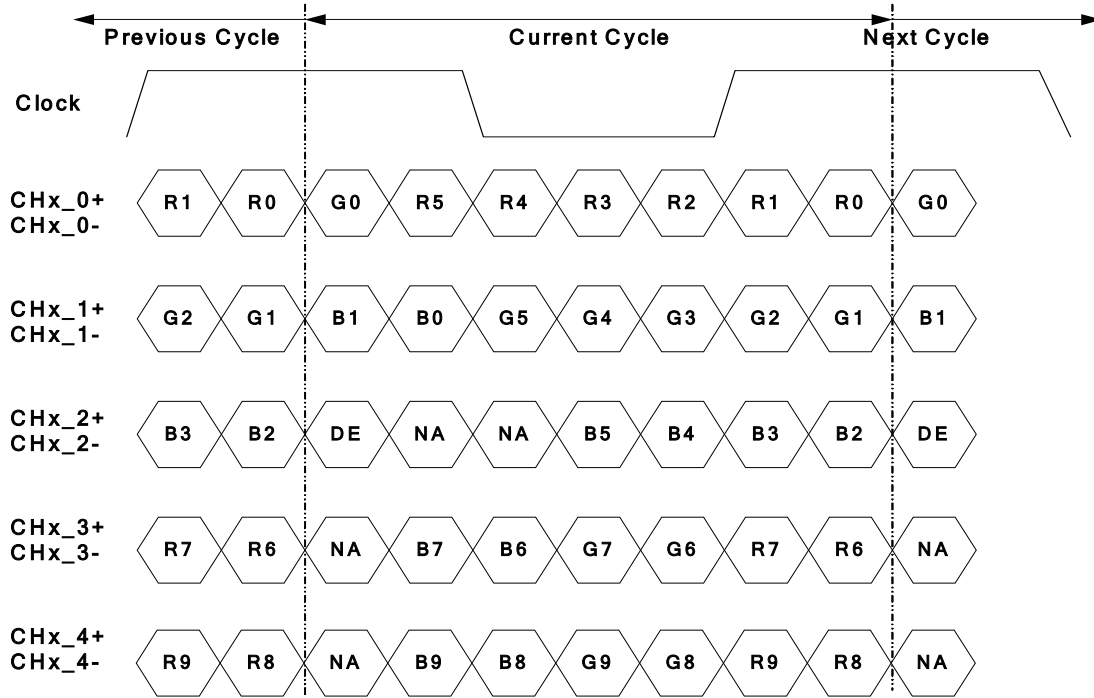 Previous Cycle Current Cycle Next Cycle
Clock
CHx_0+
CHx_0-
R1 R0 G0 R5 R4 R3 R2 R1 R0 G0
CHx_1+
CHx_1-
G2 G1 B1 B0 G5 G4 G3 G2 G1 B1
CHx_2+
CHx_2-
B3 B2 DE NA NA B5 B4 B3 B2 DE
CHx_3+
CHx_3-
R7 R6 NA B7 B6 G7 G6 R7 R6 NA
CHx_4+
CHx_4-
R9 R8 NA B9 B8 G9 G8 R9 R8 NA